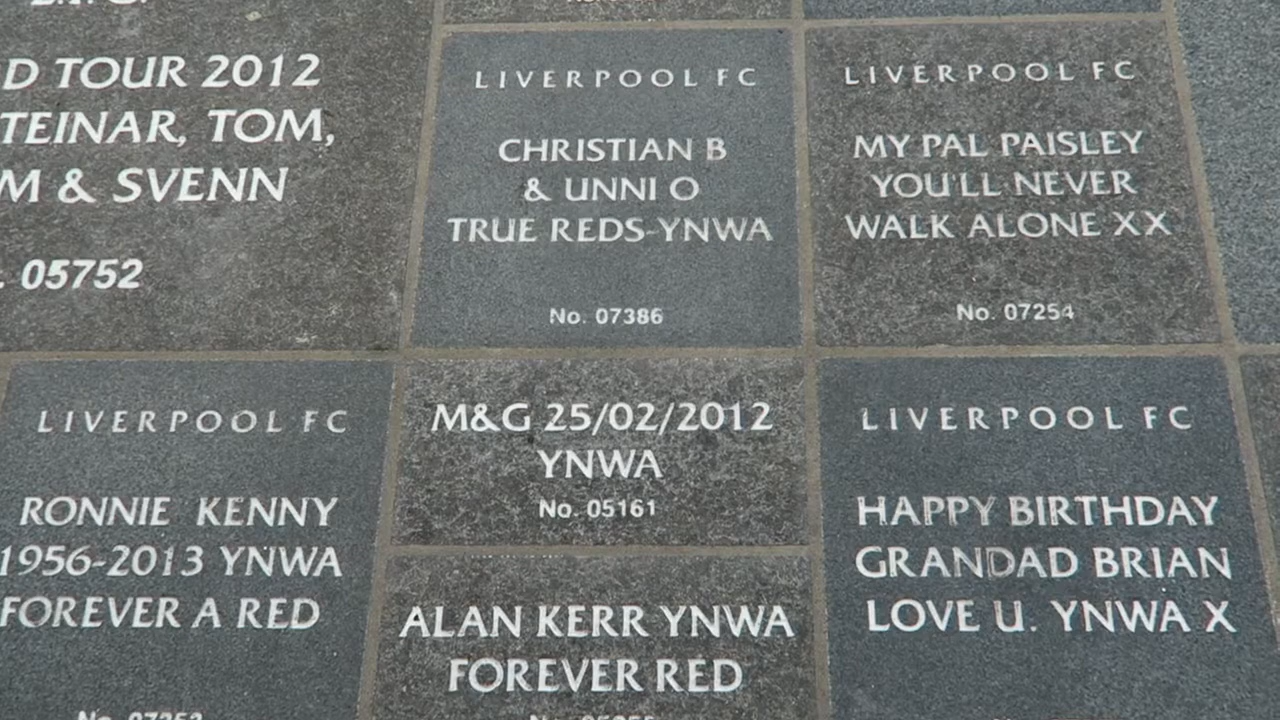 D TOUR 2012
TEINAR, TOM,
M & SVENN
. 05752
LIVERPOOL FC
CHRISTIAN B
& UNNI O
TRUE REDS-YNWA
No. 07386
LIVERPOOL FC
MY PAL PAISLEY
YOU'LL NEVER
WALK ALONE XX
No. 07254
LIVERPOOL FC
RONNIE KENNY
1956-2013 YNWA
FOREVER A RED
M&G 25/02/2012
YNWA
No. 05161
ALAN KERR YNWA
FOREVER RED
LIVERPOOL FC
HAPPY BIRTHDAY
GRANDAD BRIAN
LOVE U. YNWA X